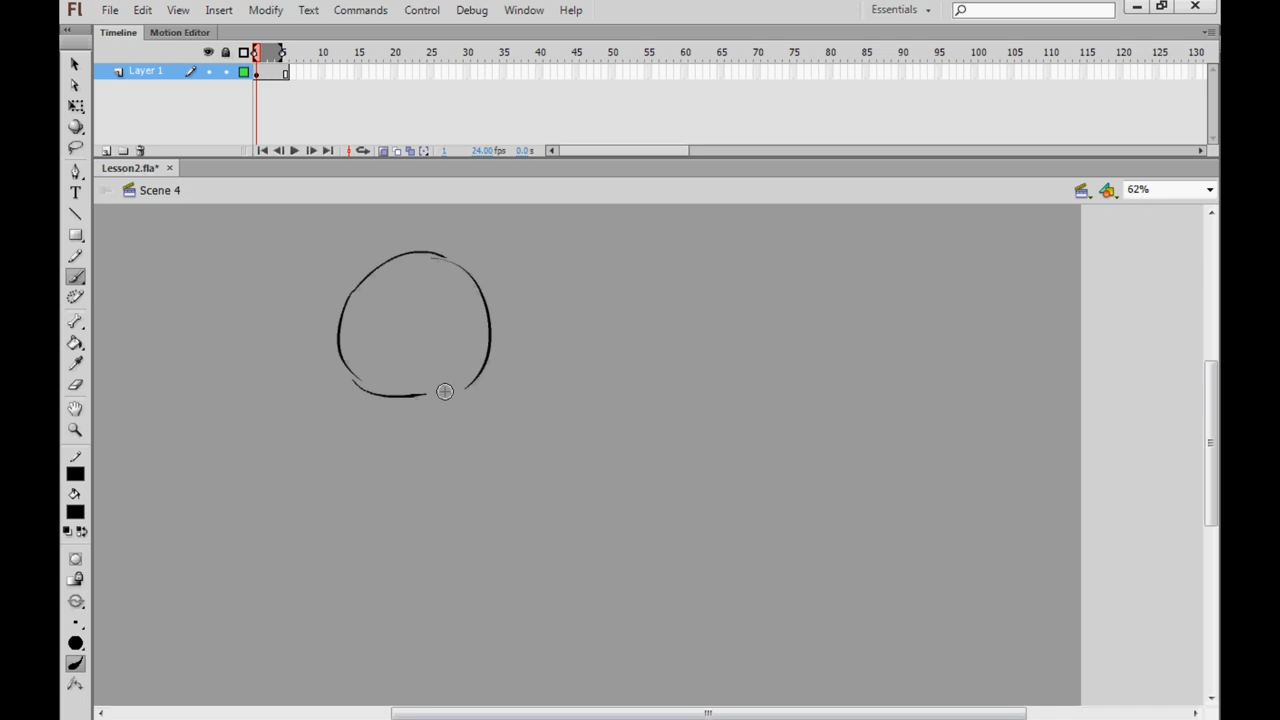 Fl File Edit View Insert Modify Text Commands Control Debug Window Help Essentials
Timeline Motion Editor
5 10 15 20 25 30 35 40 45 50 55 60 65 70 75 80 85 90 95 100 105 110 115 120 125 130
Layer 1
1 24.00 fps 0.0 s
Lesson2.fla*
Scene 4 62%
T